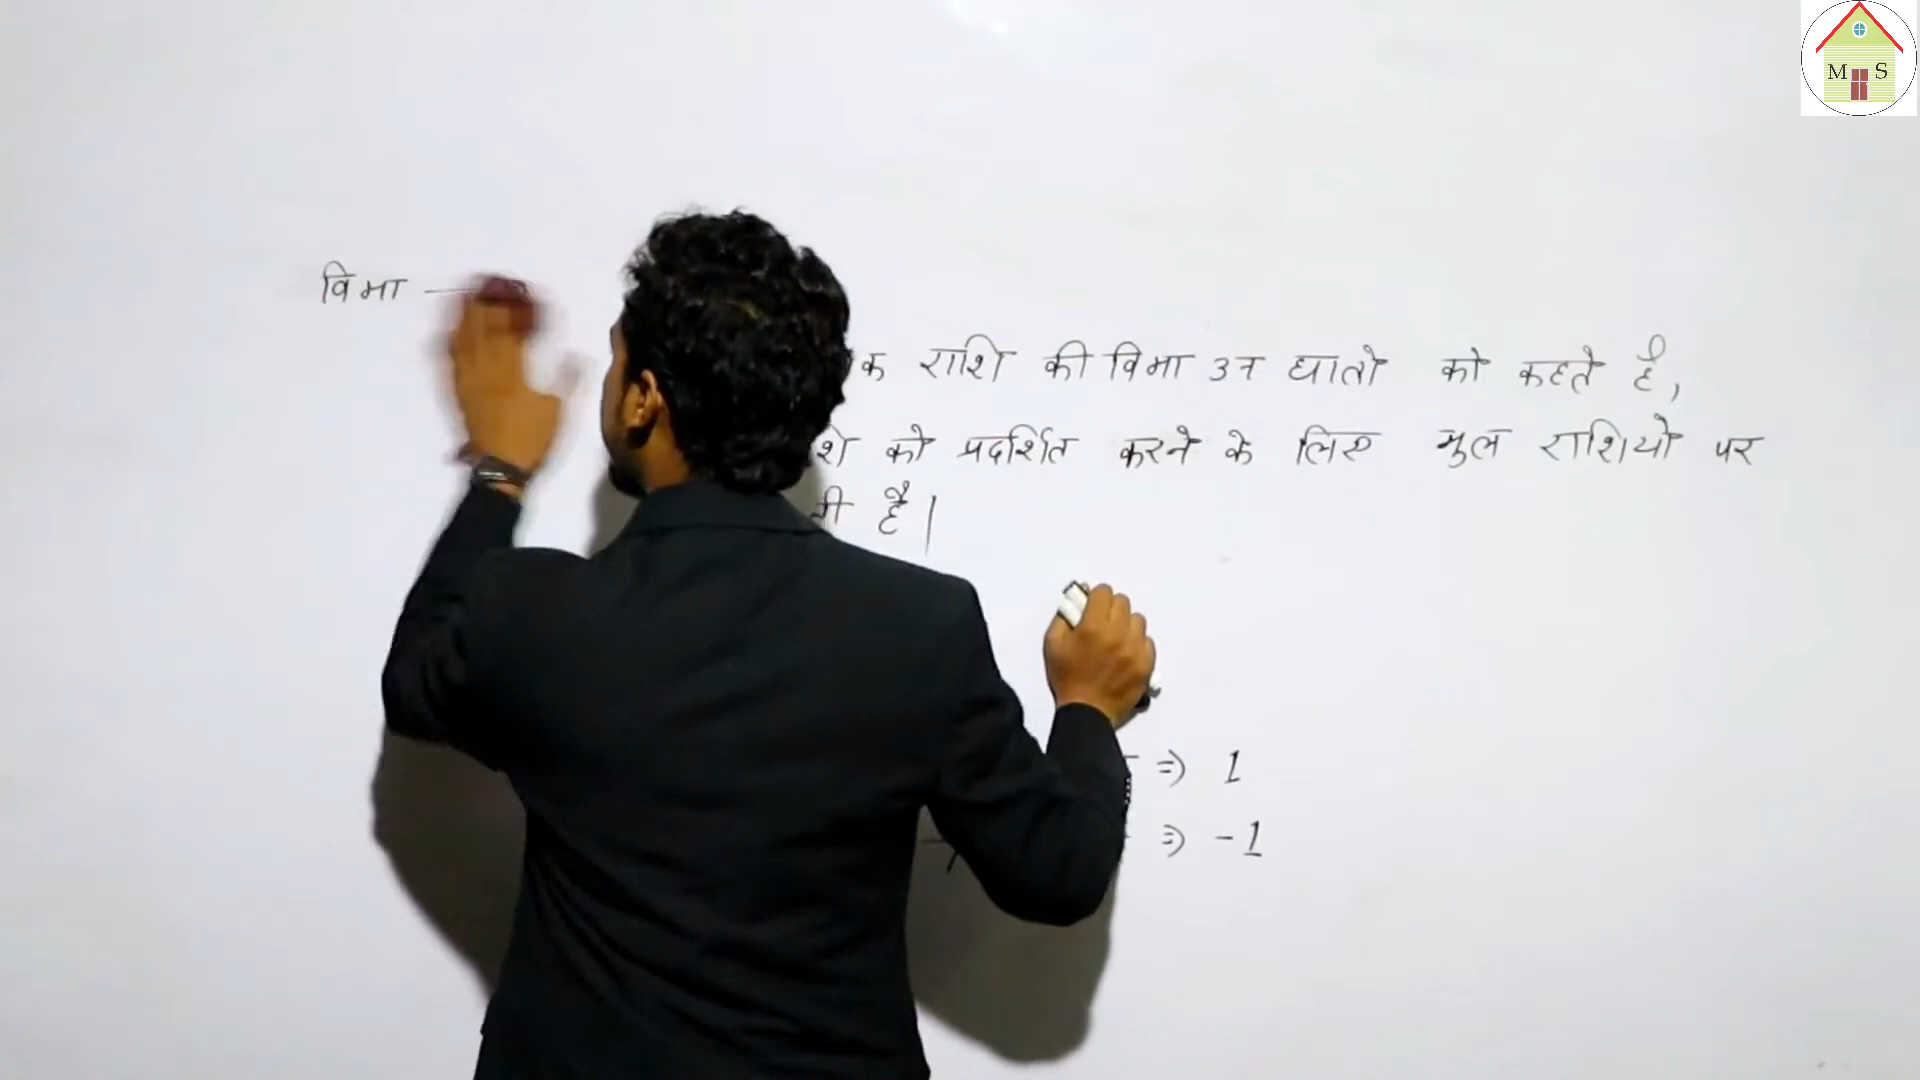 M S
विमा
राशि की विमा उन घातो को कहते है,
को प्रदर्शित करने के लिए मुल राशियो पर
है|
=> 1
=> -1